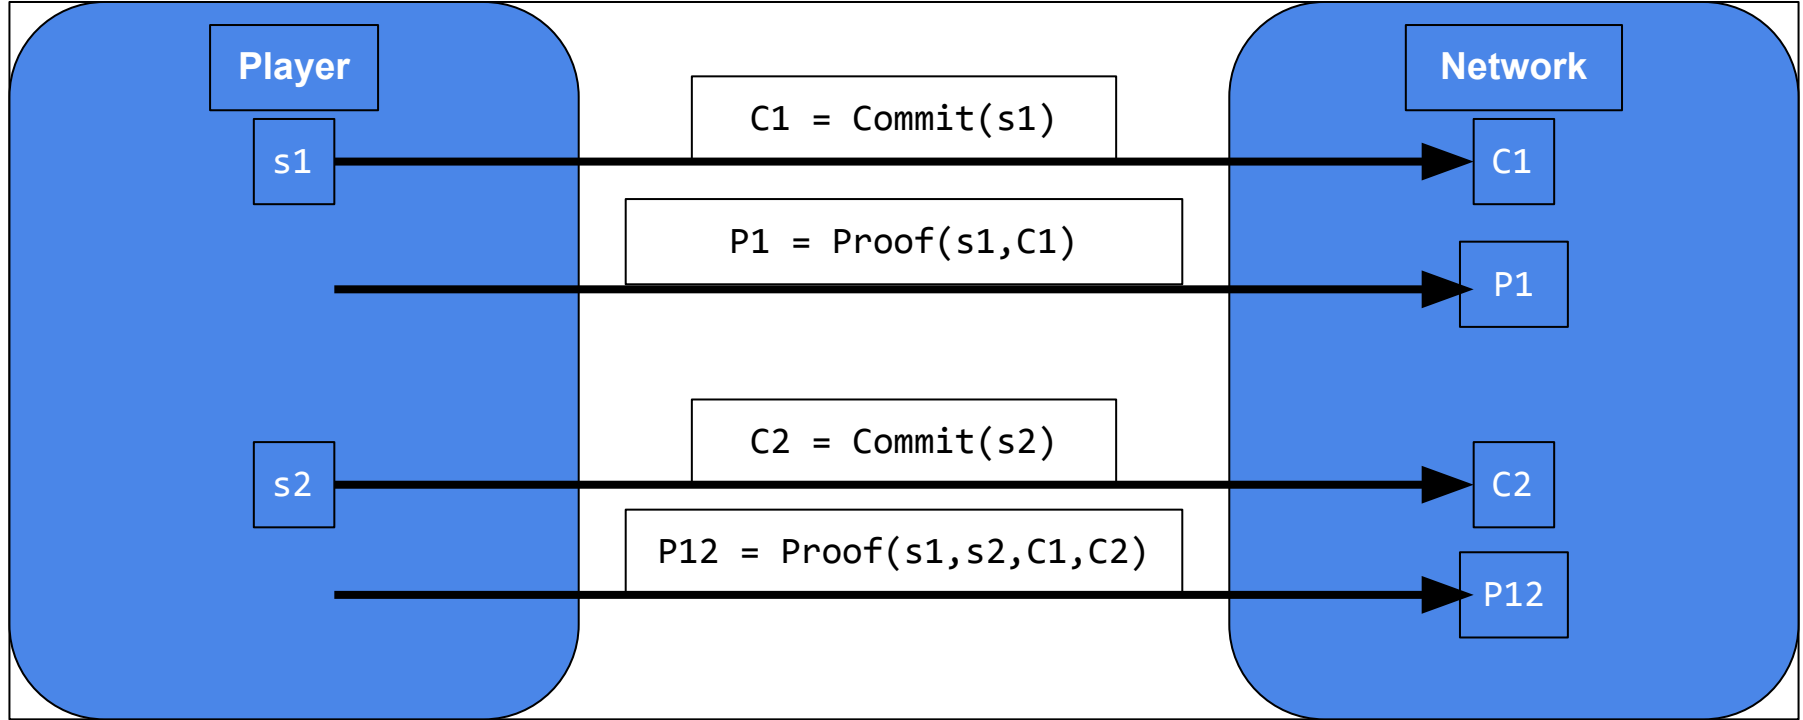 Player
Network
C1 = Commit(s1)
s1
C1
P1 = Proof(s1,C1)
P1
C2 = Commit(s2)
s2
C2
P12 = Proof(s1,s2,C1,C2)
P12